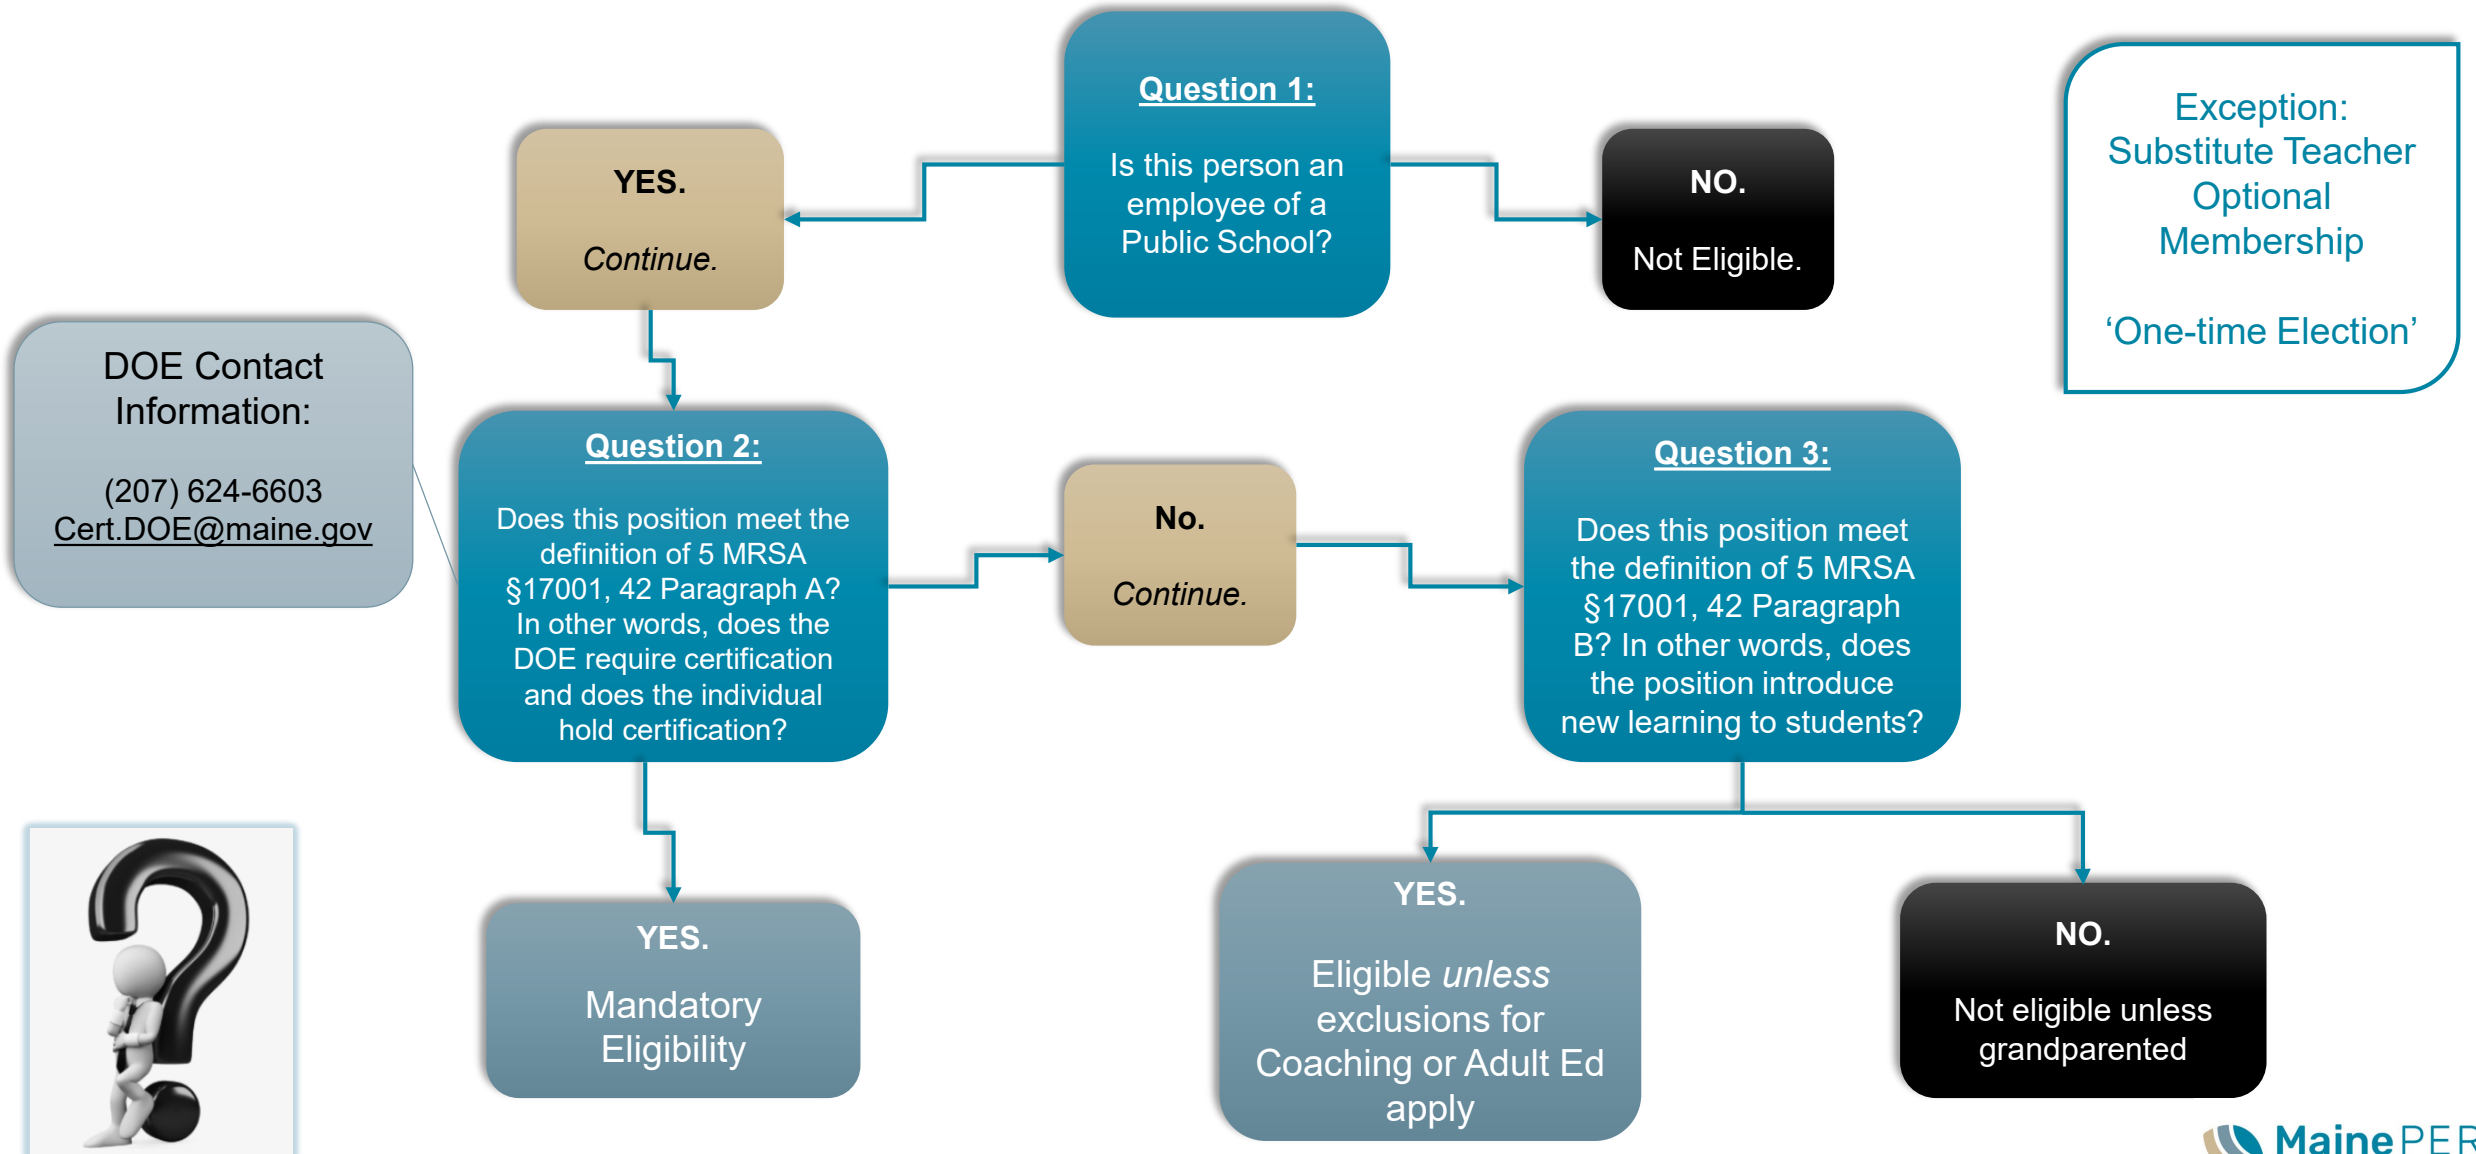 Question 1:
Is this person an
employee of a
Public School?
YES.
Continue.
NO.
Not Eligible.
Exception:
Substitute Teacher
Optional
Membership
‘One-time Election’
DOE Contact
Information:
(207) 624-6603
Cert.DOE@maine.gov
Question 2:
Does this position meet the
definition of 5 MRSA
§17001, 42 Paragraph A?
In other words, does the
DOE require certification
and does the individual
hold certification?
No.
Continue.
Question 3:
Does this position meet
the definition of 5 MRSA
§17001, 42 Paragraph
B? In other words, does
the position introduce
new learning to students?
YES.
Mandatory
Eligibility
YES.
Eligible unless
exclusions for
Coaching or Adult Ed
apply
NO.
Not eligible unless
grandparented
MainePER